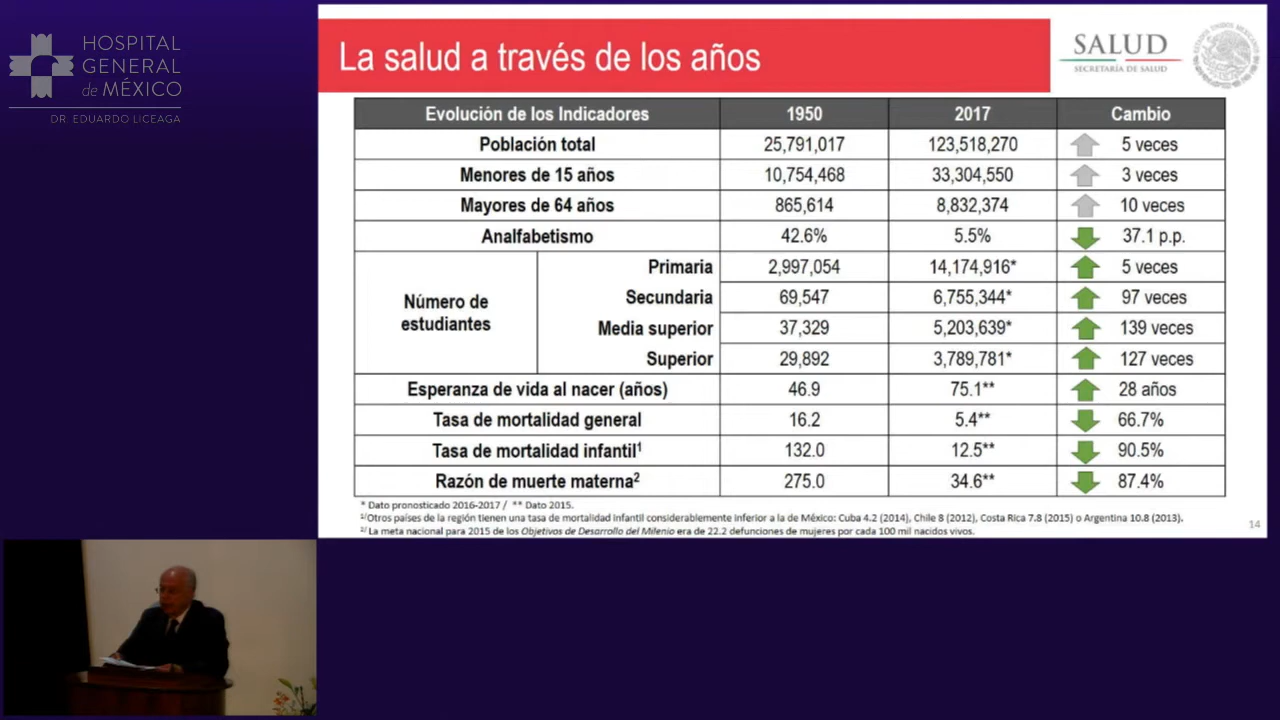 HOSPITAL
GENERAL
de MÉXICO
DR. EDUARDO LICEAGA
La salud a través de los años
SALUD
SECRETARÍA DE SALUD
Evolución de los Indicadores 1950 2017 Cambio
Población total 25,791,017 123,518,270 5 veces
Menores de 15 años 10,754,468 33,304,550 3 veces
Mayores de 64 años 865,614 8,832,374 10 veces
Analfabetismo 42.6% 5.5% 37.1 p.p.
Número de estudiantes
Primaria 2,997,054 14,174,916* 5 veces
Secundaria 69,547 6,755,344* 97 veces
Media superior 37,329 5,203,639* 139 veces
Superior 29,892 3,789,781* 127 veces
Esperanza de vida al nacer (años) 46.9 75.1** 28 años
Tasa de mortalidad general 16.2 5.4** 66.7%
Tasa de mortalidad infantil¹ 132.0 12.5** 90.5%
Razón de muerte materna² 275.0 34.6** 87.4%
* Dato pronosticado 2016-2017 / ** Dato 2015.
1/Otros países de la región tienen una tasa de mortalidad infantil considerablemente inferior a la de México: Cuba 4.2 (2014), Chile 8 (2012), Costa Rica 7.8 (2015) o Argentina 10.8 (2013).
2/ La meta nacional para 2015 de los Objetivos de Desarrollo del Milenio era de 22.2 defunciones de mujeres por cada 100 mil nacidos vivos.
14